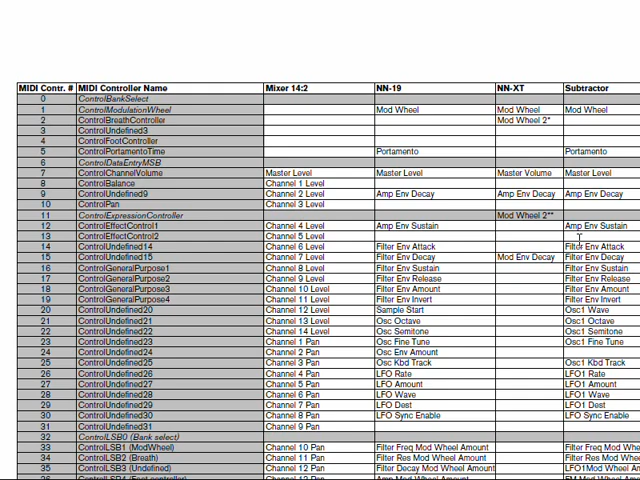 MIDI Contr. # MIDI Controller Name Mixer 14:2 NN-19 NN-XT Subtractor
0 ControlBankSelect
1 ControlModulationWheel Mod Wheel Mod Wheel Mod Wheel
2 ControlBreathController Mod Wheel 2*
3 ControlUndefined3
4 ControlFootController
5 ControlPortamentoTime Portamento Portamento
6 ControlDataEntryMSB
7 ControlChannelVolume Master Level Master Level Master Volume Master Level
8 ControlBalance Channel 1 Level
9 ControlUndefined9 Channel 2 Level Amp Env Decay Amp Env Decay Amp Env Decay
10 ControlPan Channel 3 Level
11 ControlExpressionController Mod Wheel 2**
12 ControlEffectControl1 Channel 4 Level Amp Env Sustain Amp Env Sustain
13 ControlEffectControl2 Channel 5 Level
14 ControlUndefined14 Channel 6 Level Filter Env Attack Filter Env Attack
15 ControlUndefined15 Channel 7 Level Filter Env Decay Mod Env Decay Filter Env Decay
16 ControlGeneralPurpose1 Channel 8 Level Filter Env Sustain Filter Env Sustain
17 ControlGeneralPurpose2 Channel 9 Level Filter Env Release Filter Env Release
18 ControlGeneralPurpose3 Channel 10 Level Filter Env Amount Filter Env Amount
19 ControlGeneralPurpose4 Channel 11 Level Filter Env Invert Filter Env Invert
20 ControlUndefined20 Channel 12 Level Sample Start Osc1 Wave
21 ControlUndefined21 Channel 13 Level Osc Octave Osc1 Octave
22 ControlUndefined22 Channel 14 Level Osc Semitone Osc1 Semitone
23 ControlUndefined23 Channel 1 Pan Osc Fine Tune Osc1 Fine Tune
24 ControlUndefined24 Channel 2 Pan Osc Env Amount
25 ControlUndefined25 Channel 3 Pan Osc Kbd Track Osc1 Kbd Track
26 ControlUndefined26 Channel 4 Pan LFO Rate LFO1 Rate
27 ControlUndefined27 Channel 5 Pan LFO Amount LFO1 Amount
28 ControlUndefined28 Channel 6 Pan LFO Wave LFO1 Wave
29 ControlUndefined29 Channel 7 Pan LFO Dest LFO1 Dest
30 ControlUndefined30 Channel 8 Pan LFO Sync Enable LFO Sync Enable
31 ControlUndefined31 Channel 9 Pan
32 ControlLSB0 (Bank select)
33 ControlLSB1 (ModWheel) Channel 10 Pan Filter Freq Mod Wheel Amount Filter Freq Mod Whe
34 ControlLSB2 (Breath) Channel 11 Pan Filter Res Mod Wheel Amount Filter Res Mod Whe
35 ControlLSB3 (Undefined) Channel 12 Pan Filter Decay Mod Wheel Amount LFO1Mod Wheel Am